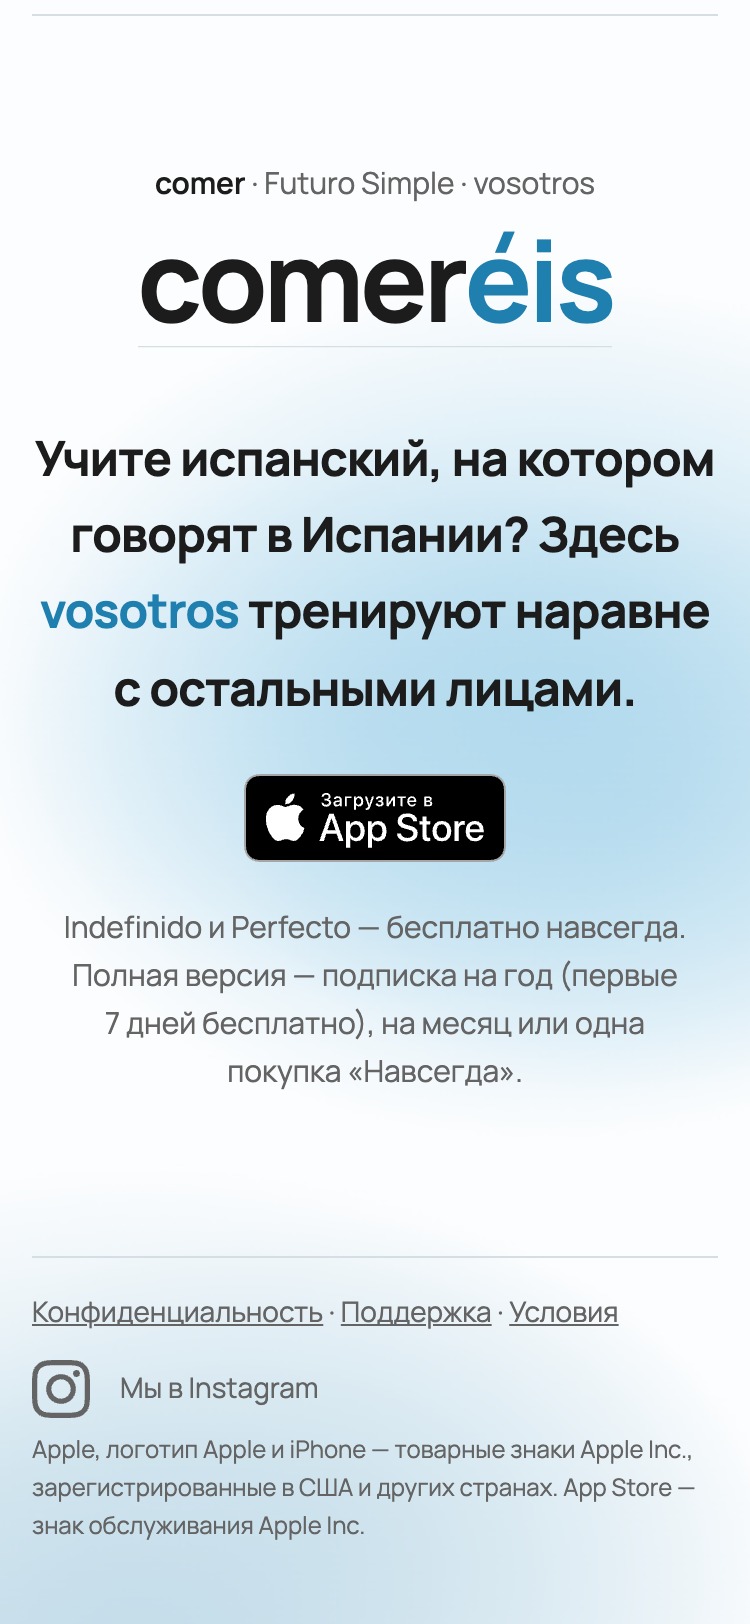 comer · Futuro Simple · vosotros
comeréis
Учите испанский, на котором
говорят в Испании? Здесь
vosotros тренируют наравне
с остальными лицами.
Загрузите в
App Store
Indefinido и Perfecto — бесплатно навсегда.
Полная версия — подписка на год (первые
7 дней бесплатно), на месяц или одна
покупка «Навсегда».
Конфиденциальность · Поддержка · Условия
Мы в Instagram
Apple, логотип Apple и iPhone — товарные знаки Apple Inc.,
зарегистрированные в США и других странах. App Store —
знак обслуживания Apple Inc.